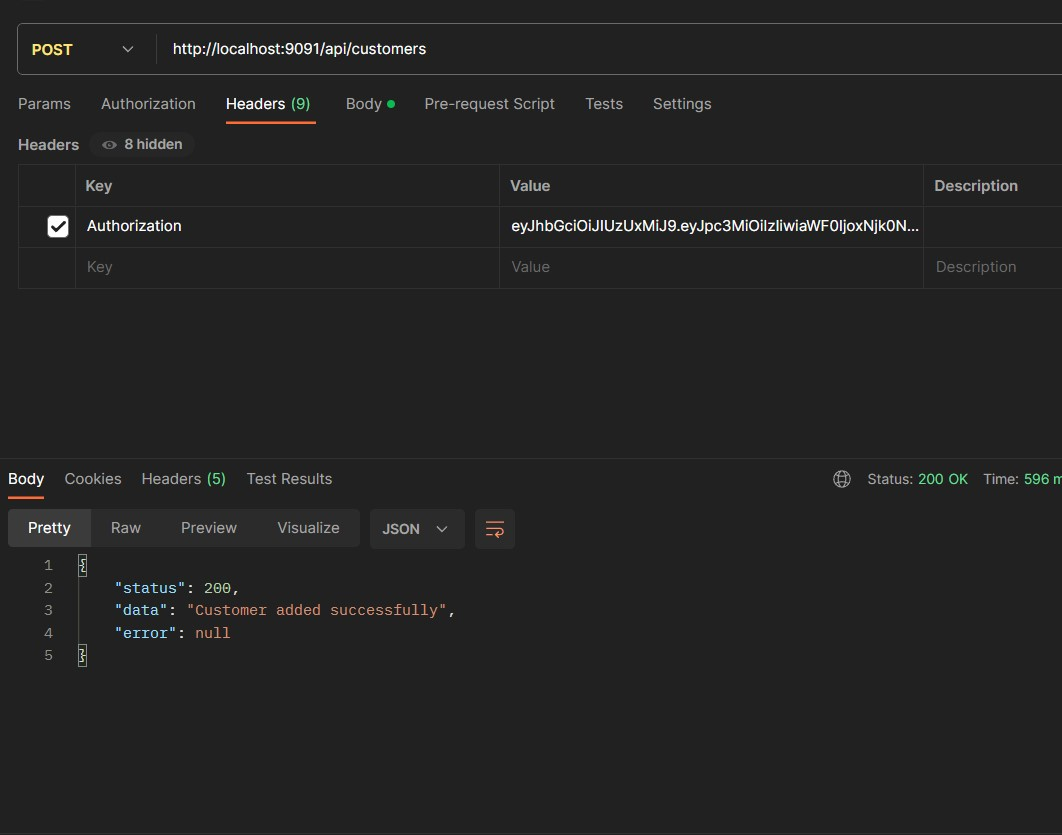 POST http://localhost:9091/api/customers
Params Authorization Headers (9) Body Pre-request Script Tests Settings
Headers 8 hidden
Key Value Description
Authorization eyJhbGciOiJIUzUxMiJ9.eyJpc3MiOiIzIiwiaWF0IjoxNjk0N...
Key Value Description
Body Cookies Headers (5) Test Results Status: 200 OK Time: 596 m
Pretty Raw Preview Visualize JSON
1 {
2 "status": 200,
3 "data": "Customer added successfully",
4 "error": null
5 }